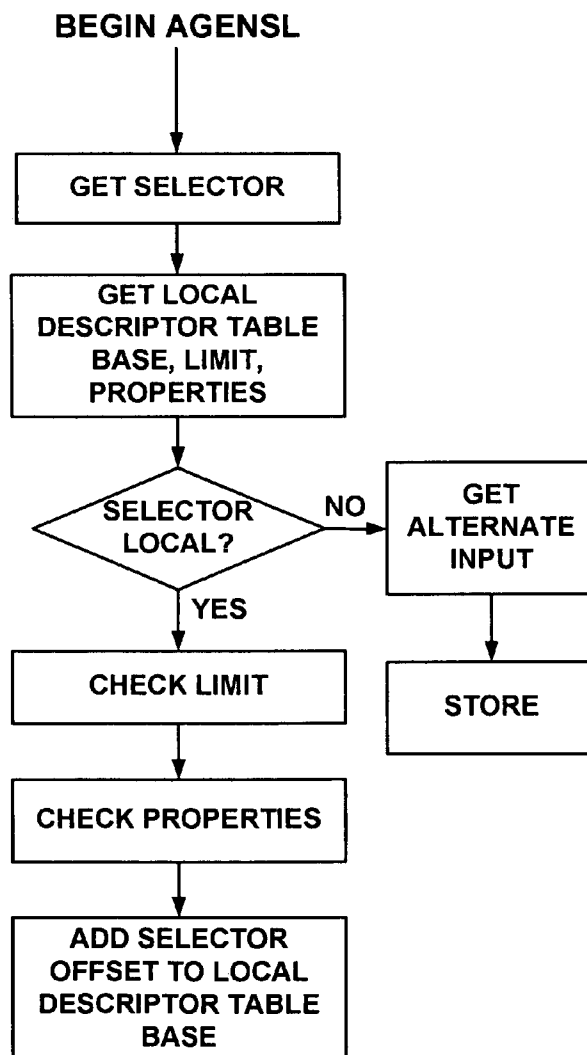 BEGIN AGENSL
GET SELECTOR
GET LOCAL
DESCRIPTOR TABLE
BASE, LIMIT,
PROPERTIES
SELECTOR
LOCAL?
NO
GET
ALTERNATE
INPUT
YES
STORE
CHECK LIMIT
CHECK PROPERTIES
ADD SELECTOR
OFFSET TO LOCAL
DESCRIPTOR TABLE
BASE